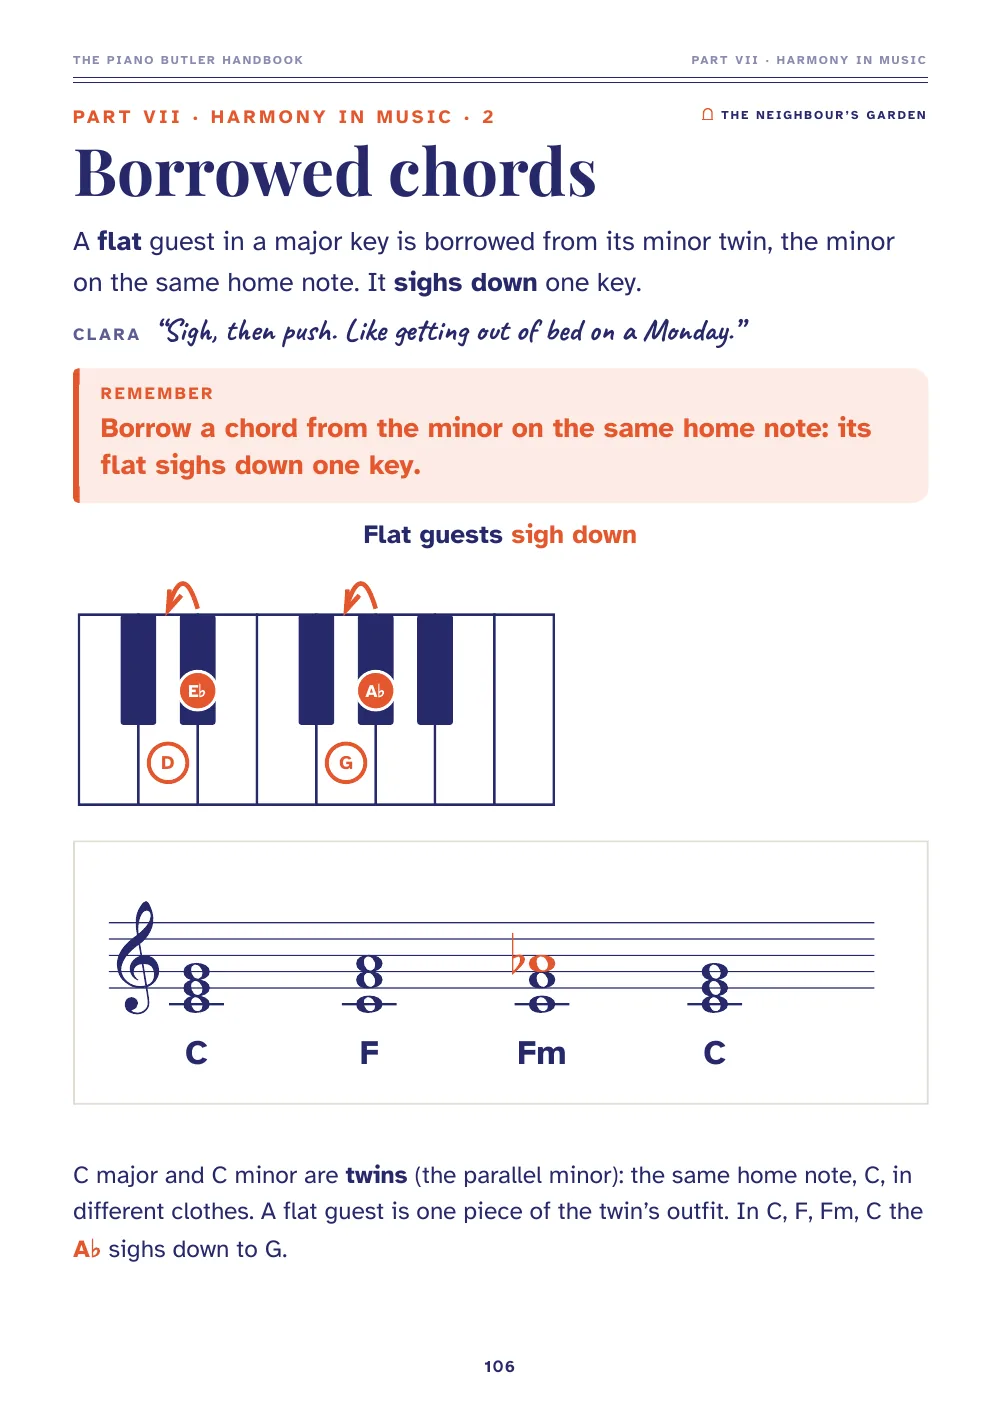 THE PIANO BUTLER HANDBOOK
PART VII · HARMONY IN MUSIC
PART VII · HARMONY IN MUSIC · 2
THE NEIGHBOUR’S GARDEN
Borrowed chords
A flat guest in a major key is borrowed from its minor twin, the minor
on the same home note. It sighs down one key.
CLARA “Sigh, then push. Like getting out of bed on a Monday.”
REMEMBER
Borrow a chord from the minor on the same home note: its
flat sighs down one key.
Flat guests sigh down
E♭ A♭
D G
C F Fm C
C major and C minor are twins (the parallel minor): the same home note, C, in
different clothes. A flat guest is one piece of the twin’s outfit. In C, F, Fm, C the
A♭ sighs down to G.
106